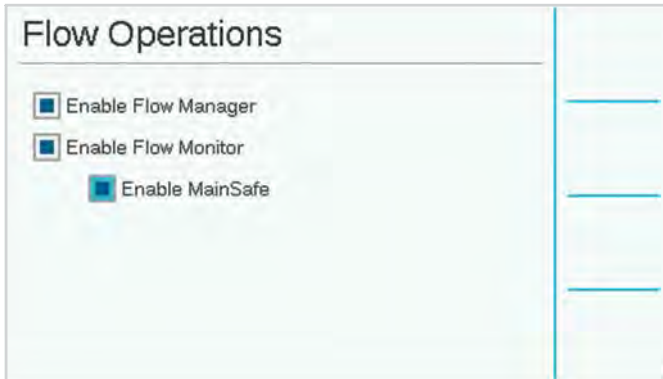 Flow Operations
Enable Flow Manager
Enable Flow Monitor
Enable MainSafe